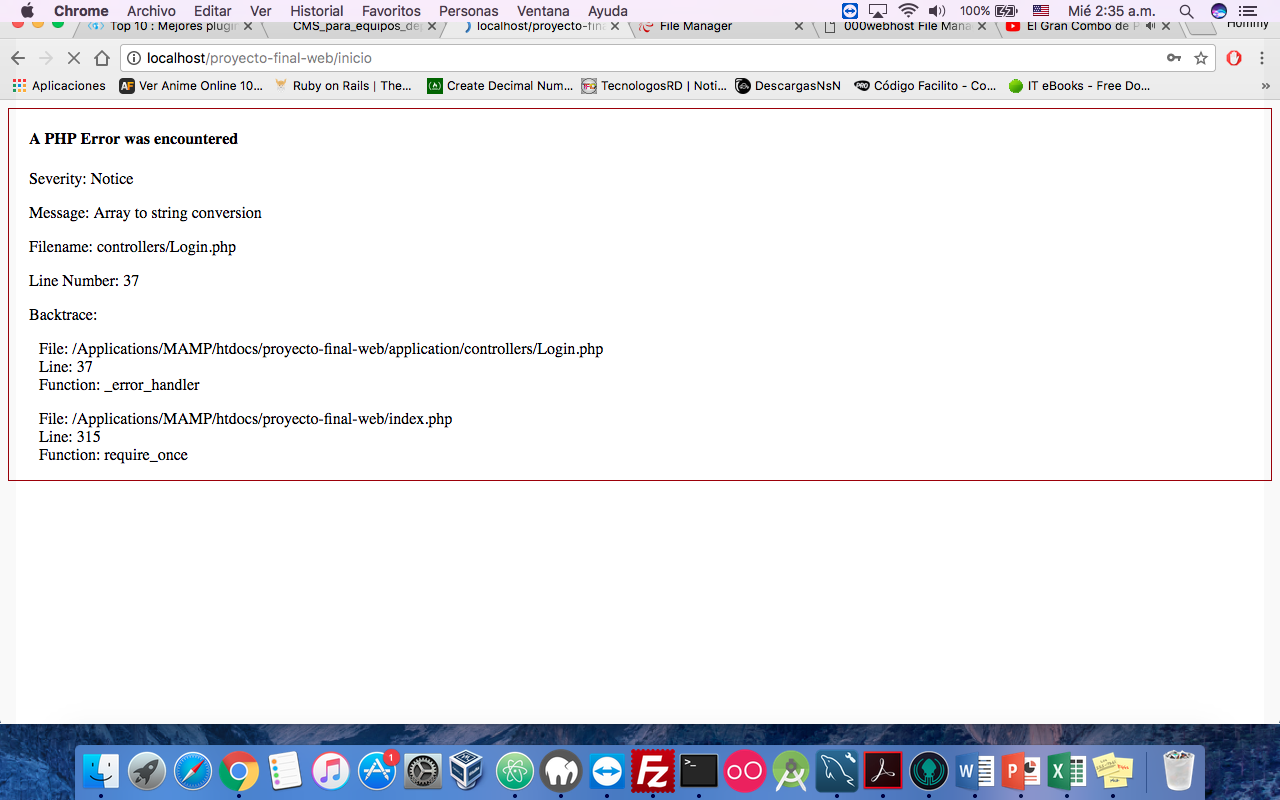 Chrome Archivo Editar Ver Historial Favoritos Personas Ventana Ayuda 100% Mié 2:35 a.m.
Top 10 : Mejores plugin CMS_para_equipos_de localhost/proyecto-fin File Manager 000webhost File Mana El Gran Combo de P
localhost/proyecto-final-web/inicio
Aplicaciones AF Ver Anime Online 10... Ruby on Rails | The... Create Decimal Num... TecnologosRD | Noti... DescargasNsN PRO Código Facilito - Co... IT eBooks - Free Do... »
A PHP Error was encountered
Severity: Notice
Message: Array to string conversion
Filename: controllers/Login.php
Line Number: 37
Backtrace:
File: /Applications/MAMP/htdocs/proyecto-final-web/application/controllers/Login.php
Line: 37
Function: _error_handler
File: /Applications/MAMP/htdocs/proyecto-final-web/index.php
Line: 315
Function: require_once
1